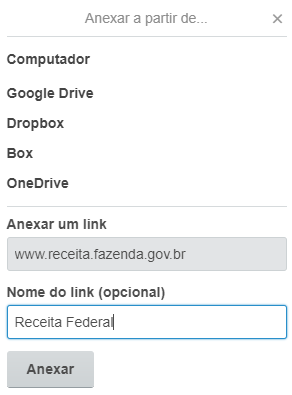 Anexar a partir de...
Computador
Google Drive
Dropbox
Box
OneDrive
Anexar um link
www.receita.fazenda.gov.br
Nome do link (opcional)
Receita Federal
Anexar